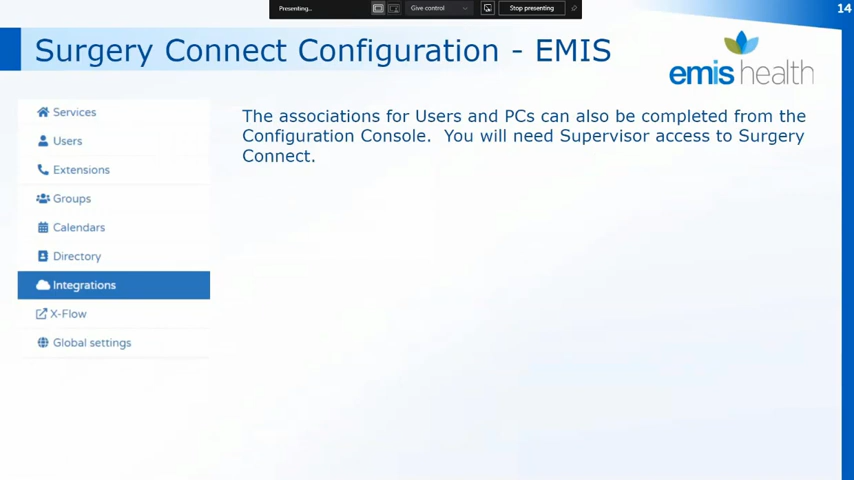 Presenting...
Give control
Stop presenting
14
Surgery Connect Configuration - EMIS
emis health
Services
Users
Extensions
Groups
Calendars
Directory
Integrations
X-Flow
Global settings
The associations for Users and PCs can also be completed from the
Configuration Console. You will need Supervisor access to Surgery
Connect.